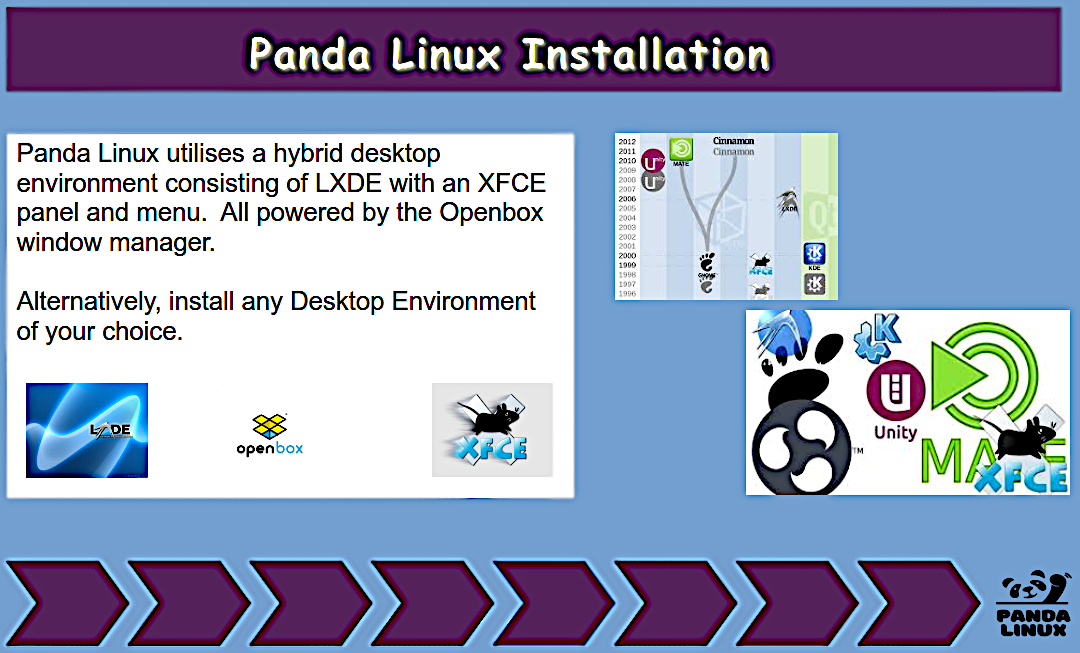 Panda Linux Installation
Panda Linux utilises a hybrid desktop
environment consisting of LXDE with an XFCE
panel and menu.  All powered by the Openbox
window manager.
Alternatively, install any Desktop Environment
of your choice.
LXDE
openbox
XFCE
2012
2011
2010
2009
2008
2007
2006
2005
2004
2003
2002
2001
2000
1999
1998
1997
1996
Unity
MATE
Cinnamon
Cinnamon
LXDE
GNOME
XFCE
KDE
K
Unity
TM
MATE
XFCE
PANDA
LINUX